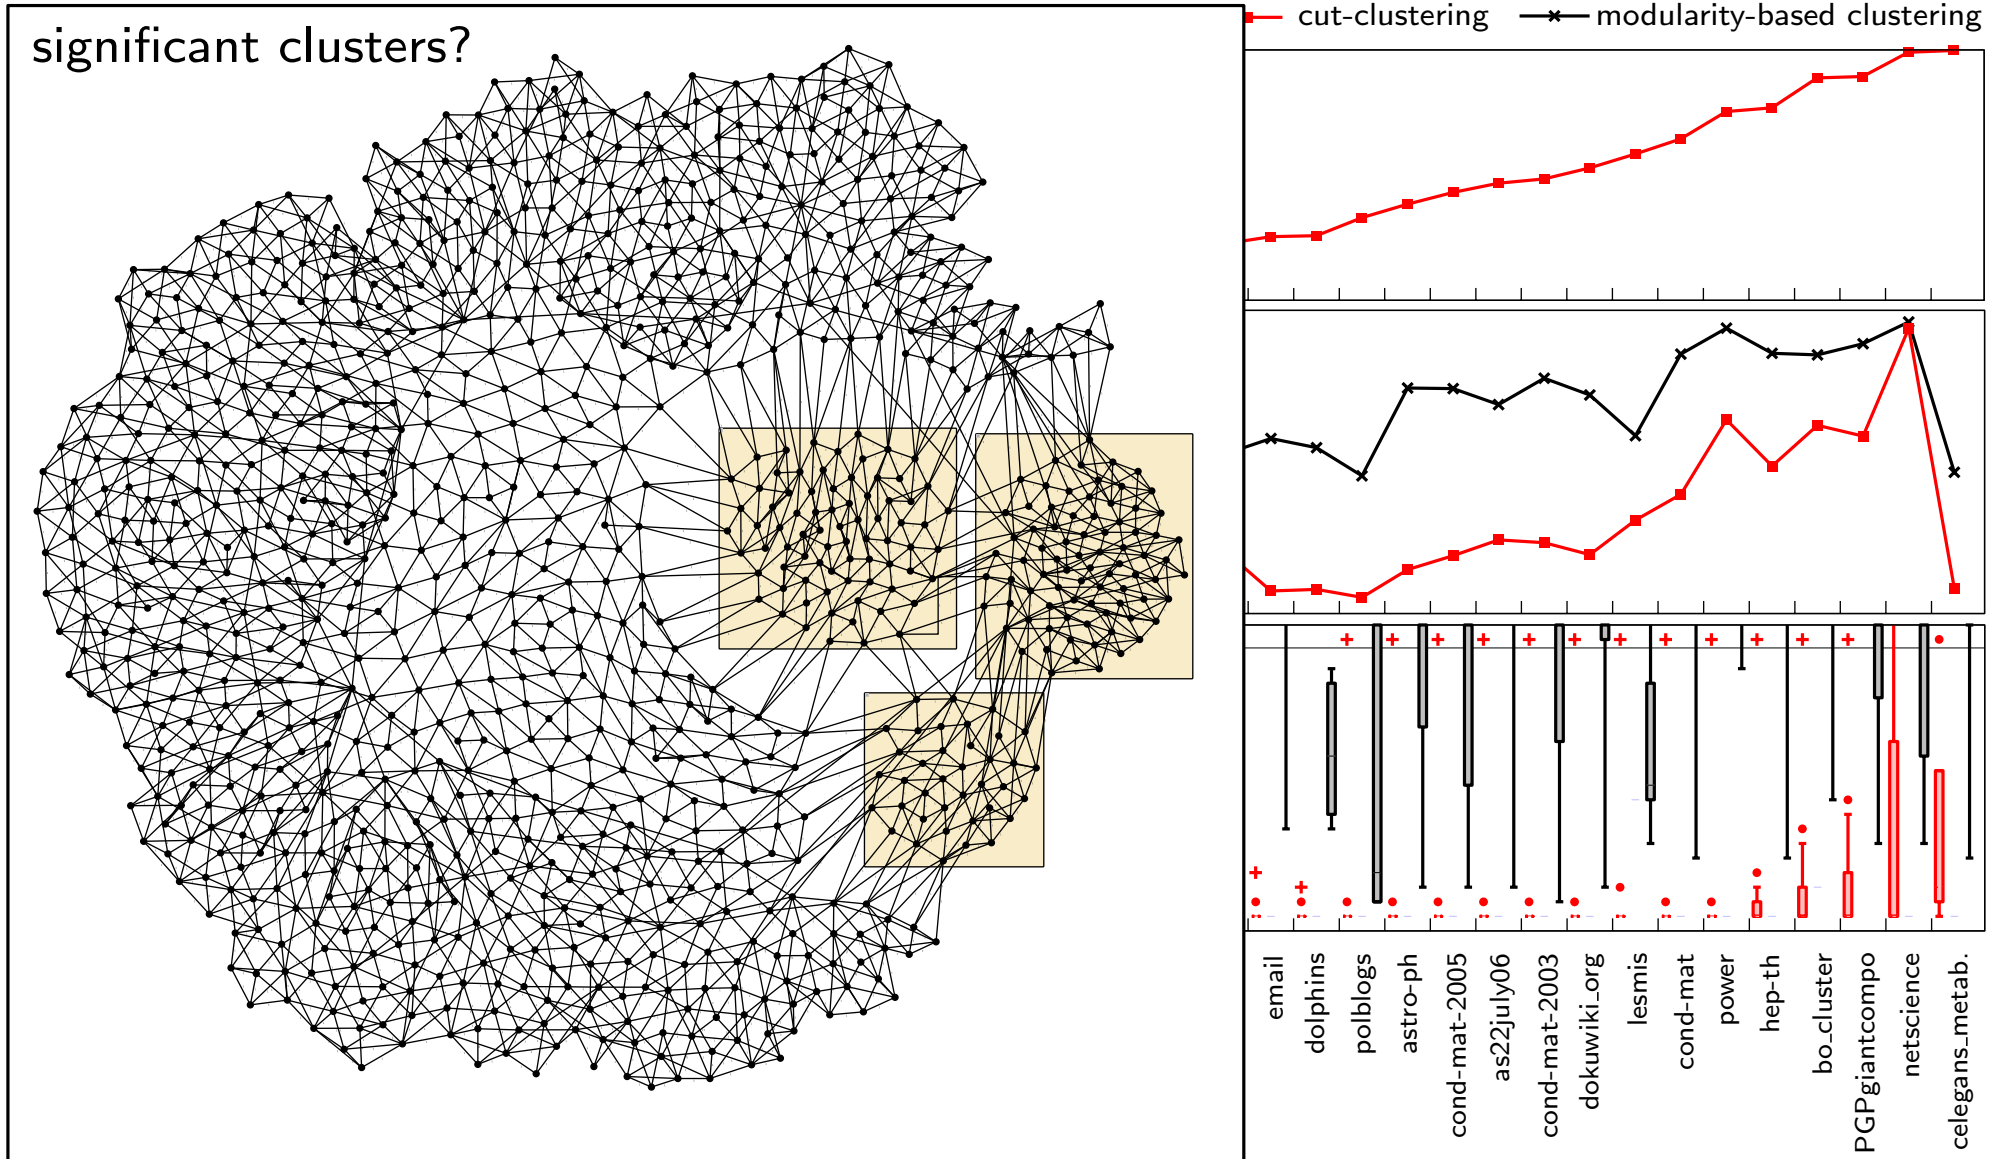 significant clusters?
cut-clustering
modularity-based clustering
email
dolphins
polblogs
astro-ph
cond-mat-2005
as22july06
cond-mat-2003
dokuwiki_org
lesmis
cond-mat
power
hep-th
bo_cluster
PGPgiantcompo
netscience
celegans_metab.